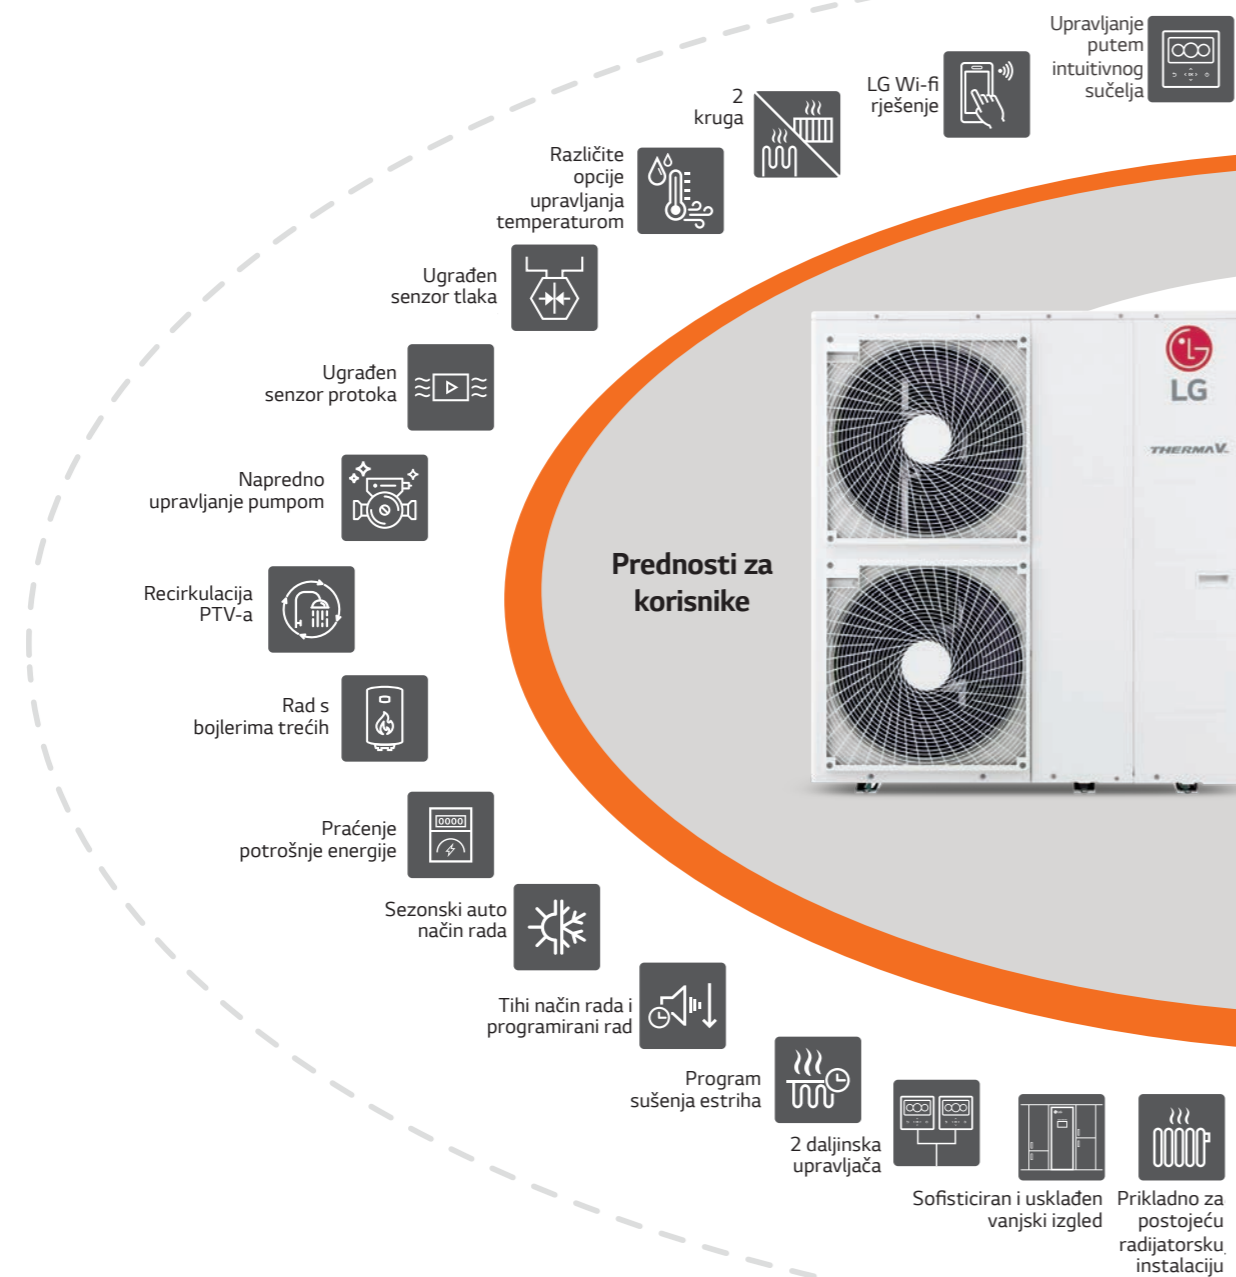 Upravljanje
putem
intuitivnog
sučelja
LG Wi-fi
rješenje
2
kruga
Različite
opcije
upravljanja
temperaturom
Ugrađen
senzor tlaka
Ugrađen
senzor protoka
Napredno
upravljanje pumpom
Recirkulacija
PTV-a
Rad s
bojlerima trećih
Praćenje
potrošnje energije
0000
Sezonski auto
način rada
Tihi način rada i
programirani rad
Program
sušenja estriha
2 daljinska
upravljača
Sofisticiran i usklađen
vanjski izgled
Prikladno za
postojeću
radijatorsku
instalaciju
Prednosti za
korisnike
LG
THERMAV.